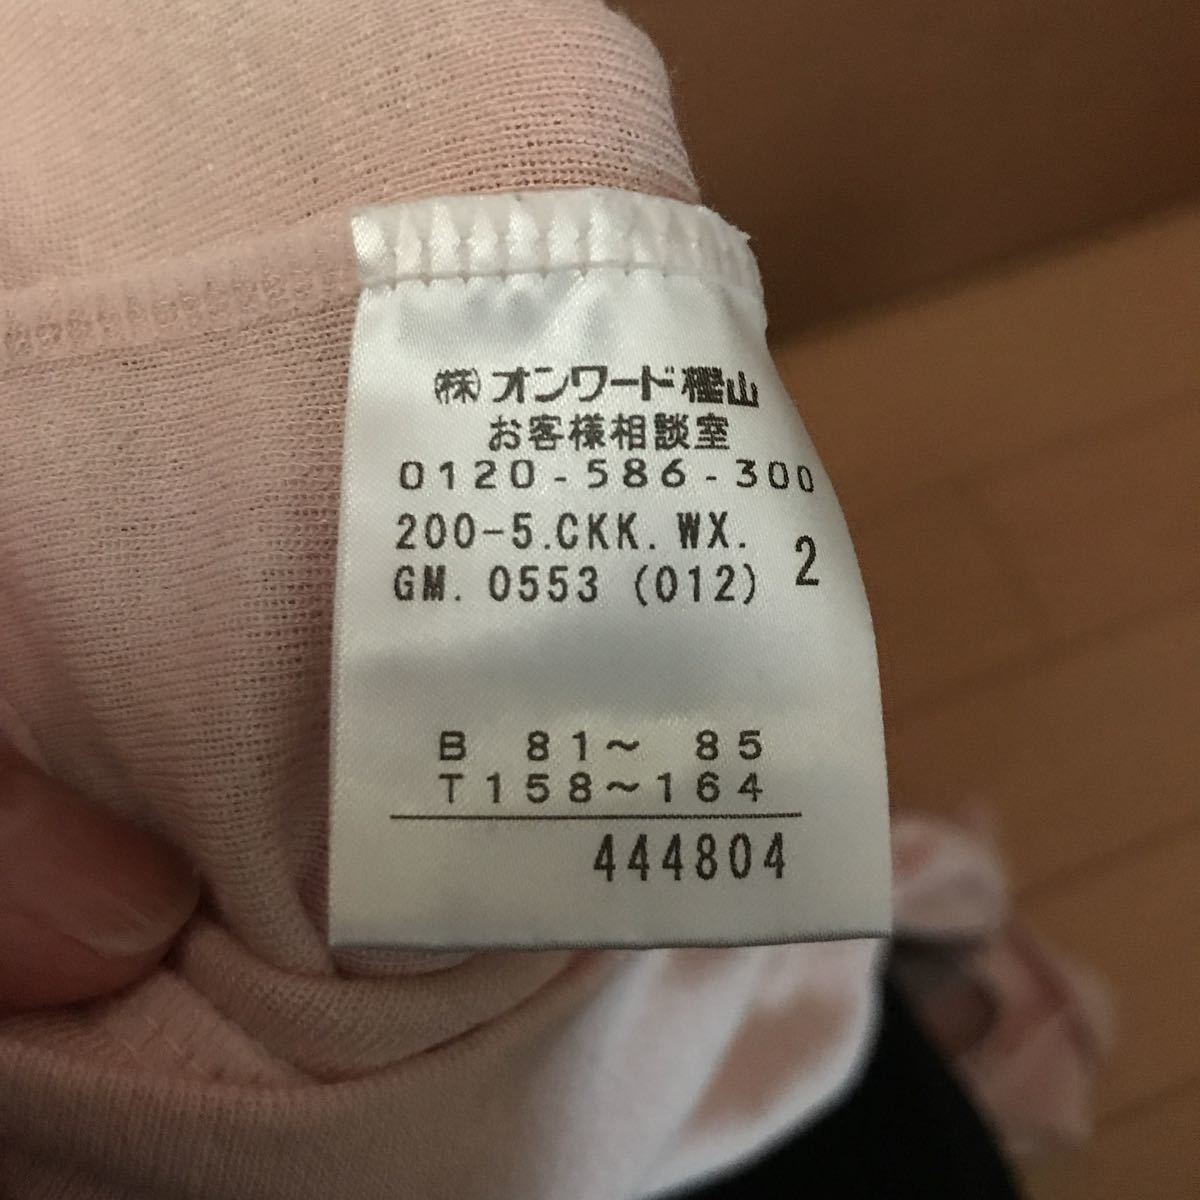 ㈱オンワード樫山
お客様相談室
0120-586-300
200-5.CKK.WX.
GM.0553 (012) 2
B 81～ 85
T158～164
444804